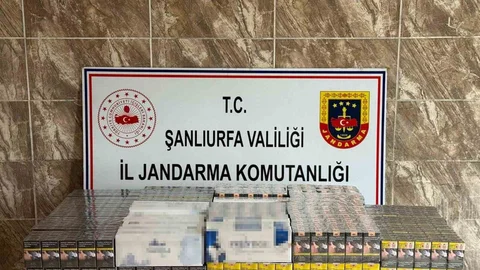 T.C.
ŞANLIURFA VALİLİĞİ
İL JANDARMA KOMUTANLIĞI
JANDARMA